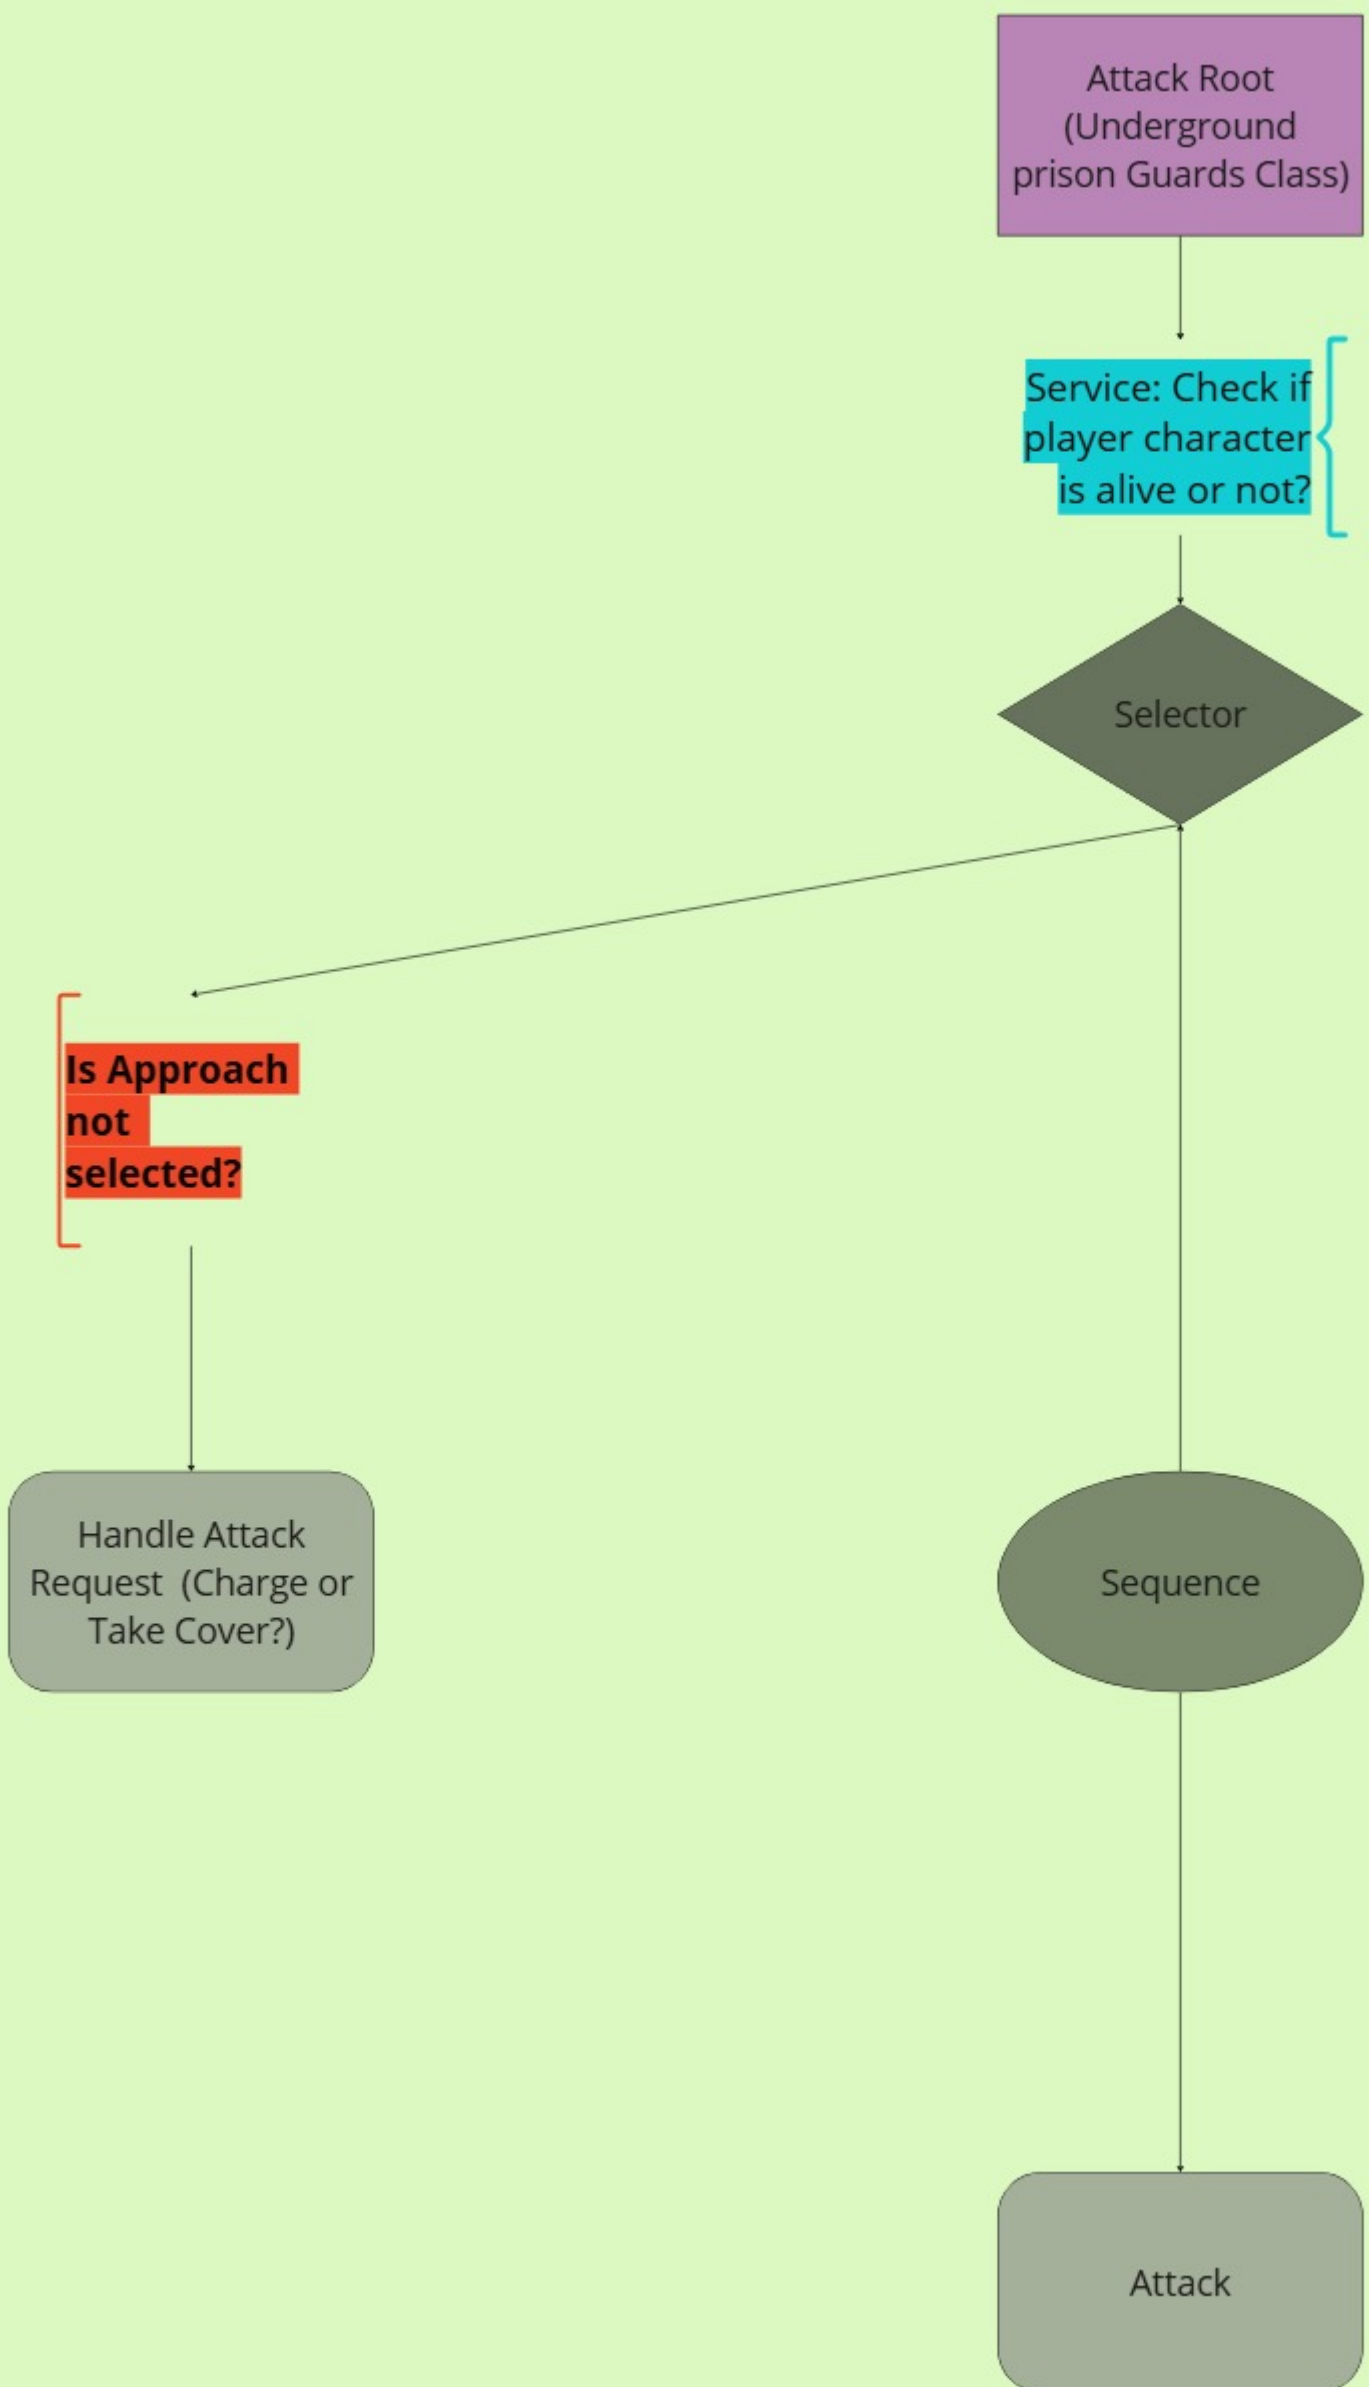 Attack Root
(Underground
prison Guards Class)
Service: Check if
player character
is alive or not?
Selector
Is Approach
not
selected?
Handle Attack
Request (Charge or
Take Cover?)
Sequence
Attack